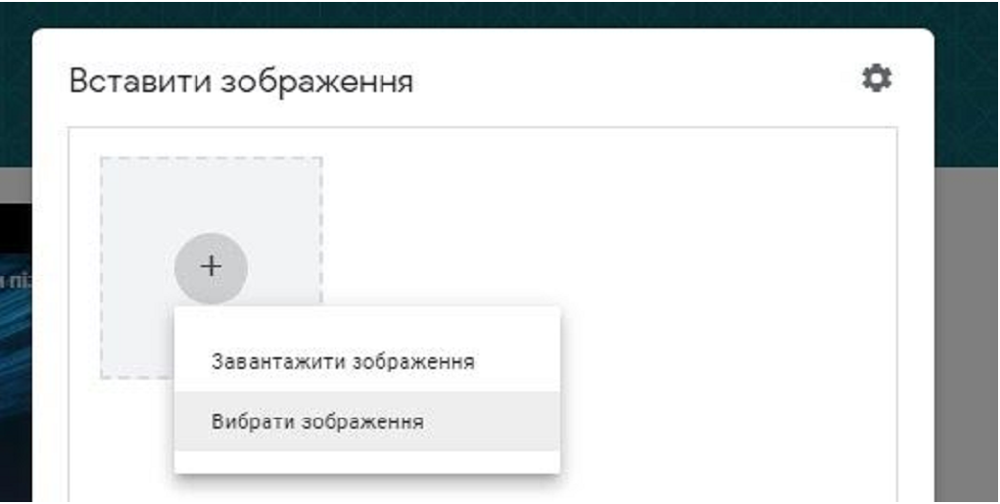 Вставити зображення
+
Завантажити зображення
Вибрати зображення